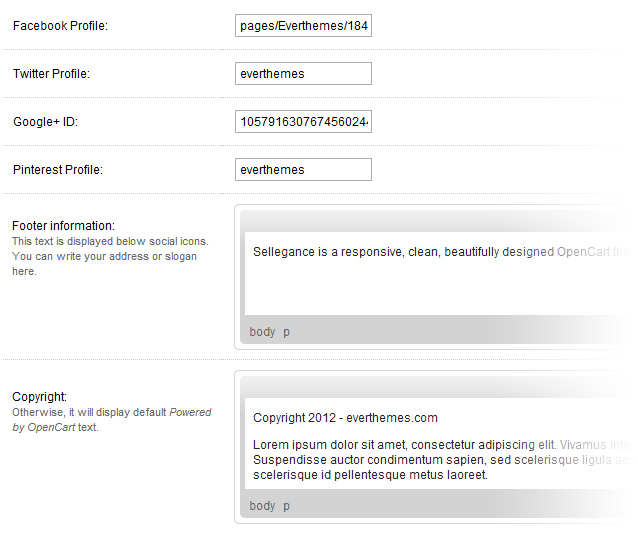 Facebook Profile: pages/Everthemes/184
Twitter Profile: everthemes
Google+ ID: 105791630767456024
Pinterest Profile: everthemes
Footer information:
This text is displayed below social icons.
You can write your address or slogan
here.
Sellegance is a responsive, clean, beautifully designed OpenCart
body p
Copyright:
Otherwise, it will display default Powered
by OpenCart text.
Copyright 2012 - everthemes.com
Lorem ipsum dolor sit amet, consectetur adipiscing elit. Vivamus
Suspendisse auctor condimentum sapien, sed scelerisque ligula
scelerisque id pellentesque metus laoreet.
body p